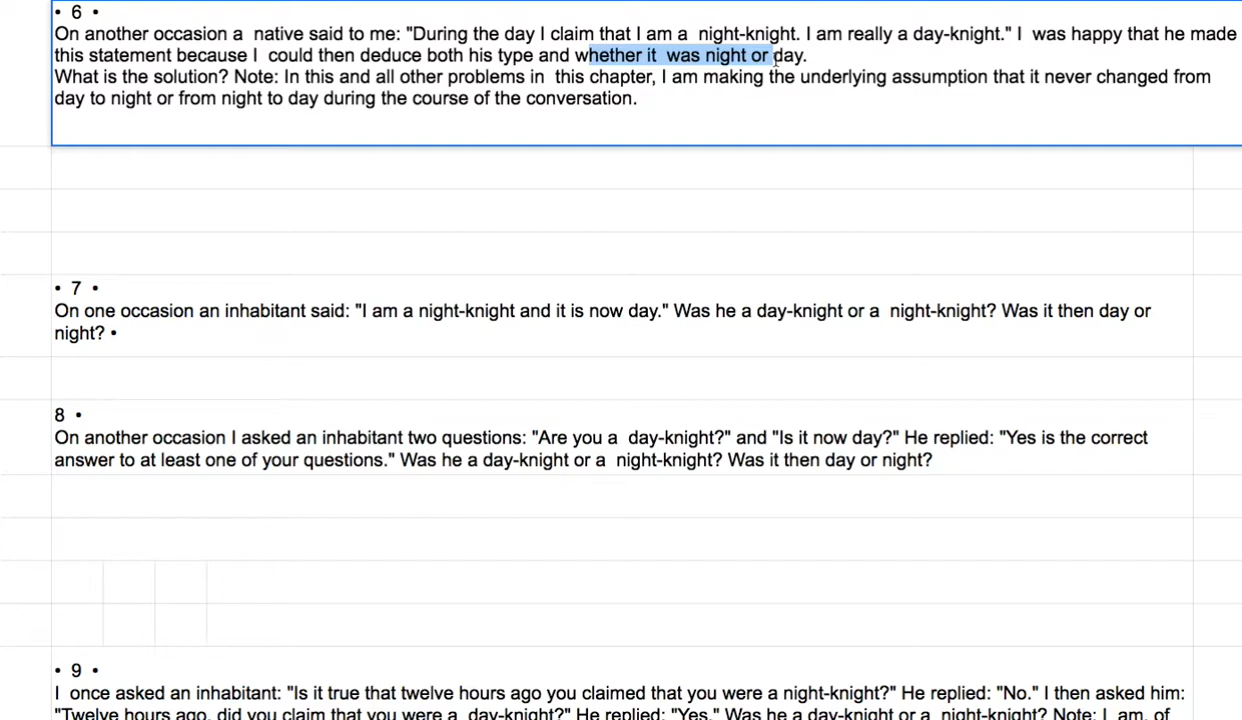 • 6 •
On another occasion a native said to me: "During the day I claim that I am a night-knight. I am really a day-knight." I was happy that he made
this statement because I could then deduce both his type and whether it was night or day.
What is the solution? Note: In this and all other problems in this chapter, I am making the underlying assumption that it never changed from
day to night or from night to day during the course of the conversation.
• 7 •
On one occasion an inhabitant said: "I am a night-knight and it is now day." Was he a day-knight or a night-knight? Was it then day or
night? •
8 •
On another occasion I asked an inhabitant two questions: "Are you a day-knight?" and "Is it now day?" He replied: "Yes is the correct
answer to at least one of your questions." Was he a day-knight or a night-knight? Was it then day or night?
• 9 •
I once asked an inhabitant: "Is it true that twelve hours ago you claimed that you were a night-knight?" He replied: "No." I then asked him:
"Twelve hours ago, did you claim that you were a day-knight?" He replied: "Yes." Was he a day-knight or a night-knight? Note: I am, of